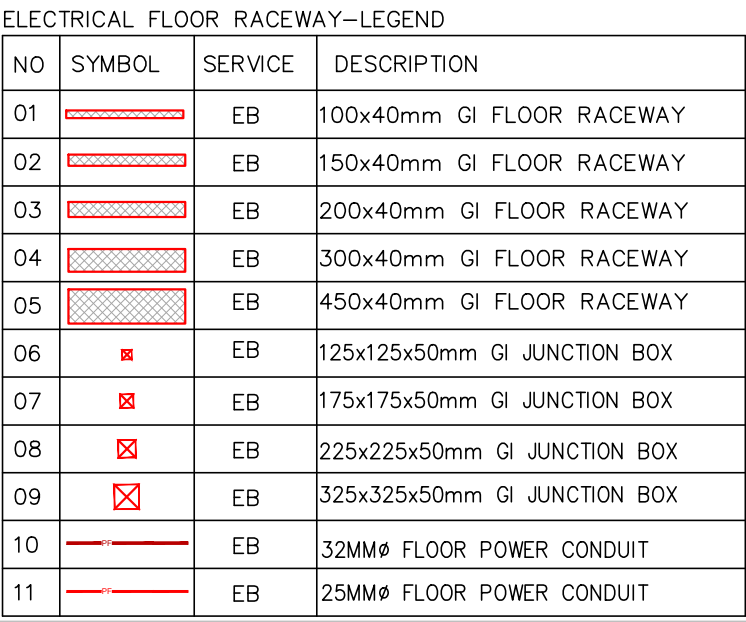 ELECTRICAL FLOOR RACEWAY-LEGEND
NO SYMBOL SERVICE DESCRIPTION
01 EB 100x40mm GI FLOOR RACEWAY
02 EB 150x40mm GI FLOOR RACEWAY
03 EB 200x40mm GI FLOOR RACEWAY
04 EB 300x40mm GI FLOOR RACEWAY
05 EB 450x40mm GI FLOOR RACEWAY
06 EB 125x125x50mm GI JUNCTION BOX
07 EB 175x175x50mm GI JUNCTION BOX
08 EB 225x225x50mm GI JUNCTION BOX
09 EB 325x325x50mm GI JUNCTION BOX
10 PF EB 32MMø FLOOR POWER CONDUIT
11 PF EB 25MMø FLOOR POWER CONDUIT